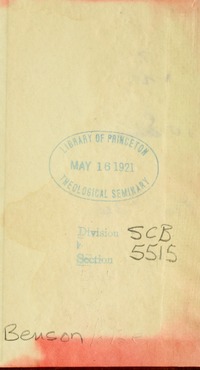 LIBRARY OF PRINCETON
MAY 16 1921
THEOLOGICAL SEMINARY
Division SCB
Section 5515
Benson